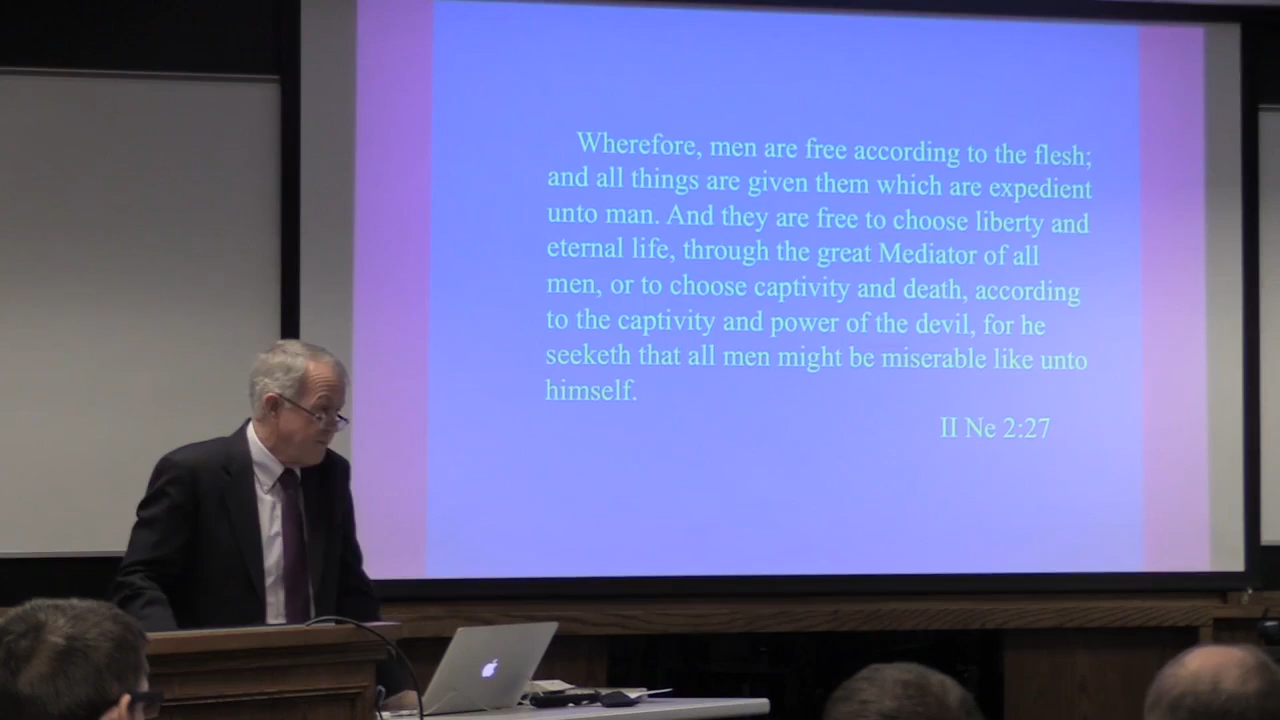 Wherefore, men are free according to the flesh;
and all things are given them which are expedient
unto man. And they are free to choose liberty and
eternal life, through the great Mediator of all
men, or to choose captivity and death, according
to the captivity and power of the devil, for he
seeketh that all men might be miserable like unto
himself.
II Ne 2:27